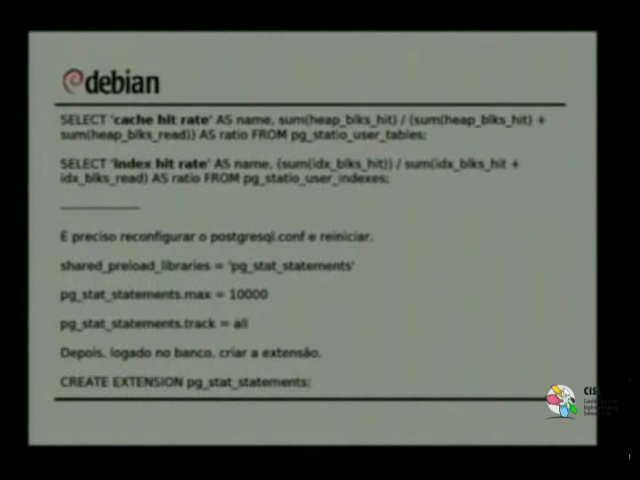 debian
SELECT 'cache hit rate' AS name, sum(heap_blks_hit) / (sum(heap_blks_hit) +
sum(heap_blks_read)) AS ratio FROM pg_statio_user_tables;
SELECT 'index hit rate' AS name, (sum(idx_blks_hit)) / sum(idx_blks_hit +
idx_blks_read) AS ratio FROM pg_statio_user_indexes;
É preciso reconfigurar o postgresql.conf e reiniciar.
shared_preload_libraries = 'pg_stat_statements'
pg_stat_statements.max = 10000
pg_stat_statements.track = all
Depois, logado no banco, criar a extensão.
CREATE EXTENSION pg_stat_statements;
CIS